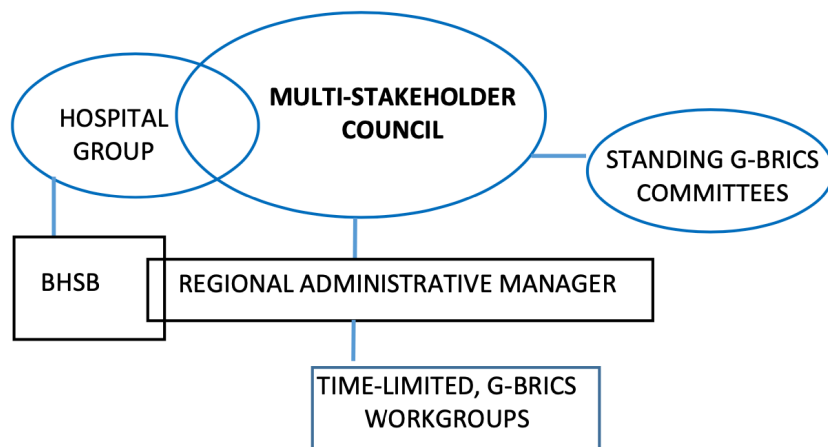 HOSPITAL
GROUP
MULTI-STAKEHOLDER
COUNCIL
STANDING G-BRICS
COMMITTEES
BHSB
REGIONAL ADMINISTRATIVE MANAGER
TIME-LIMITED, G-BRICS
WORKGROUPS